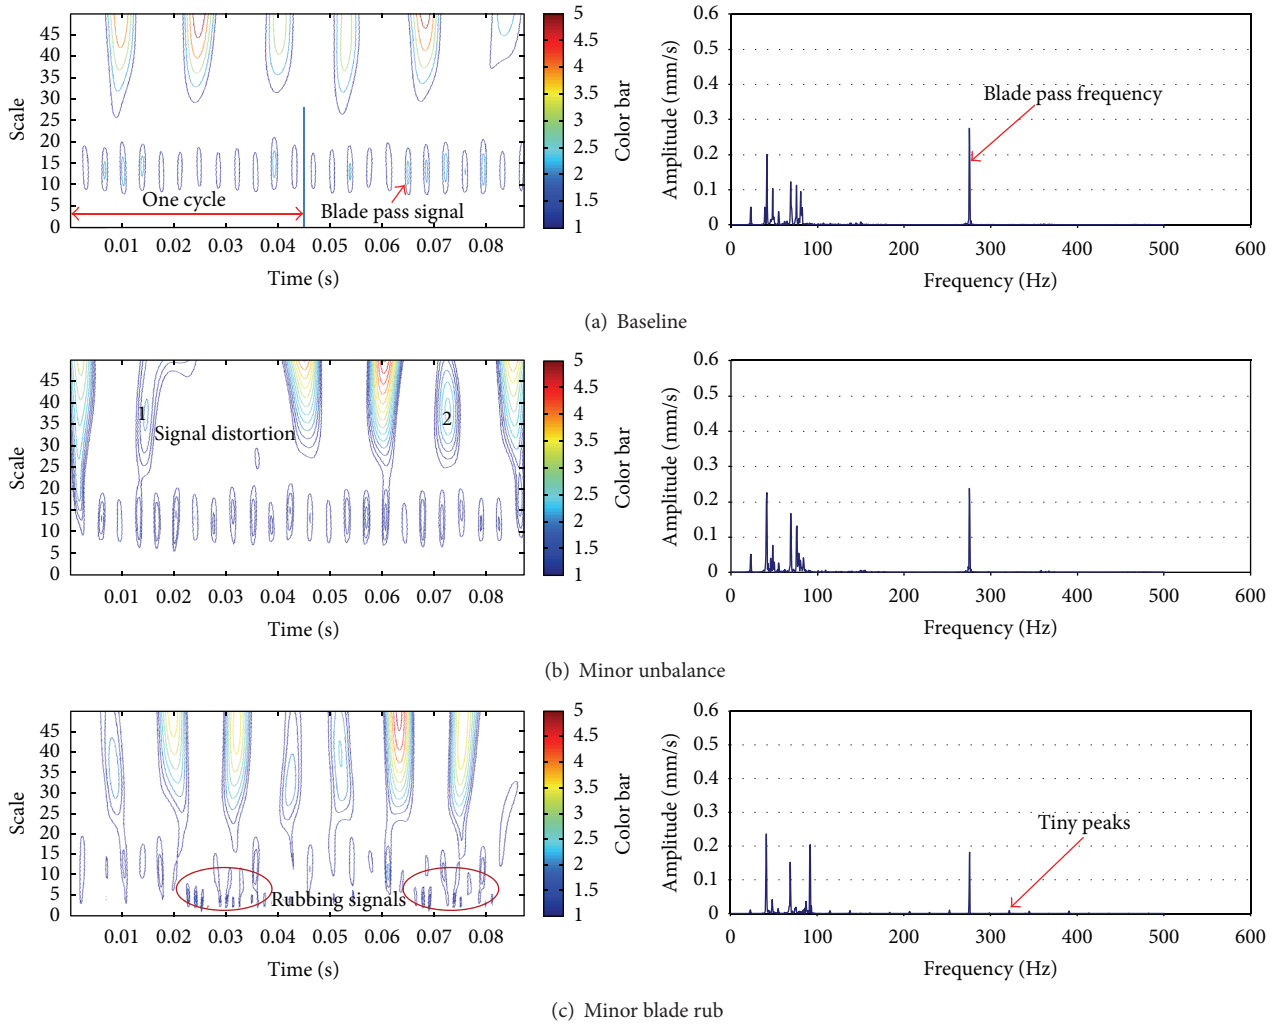 50
45
40
35
30
25
20
15
10
5
0
Scale
One cycle
Blade pass signal
0.01 0.02 0.03 0.04 0.05 0.06 0.07 0.08
Time (s)
5
4.5
4
3.5
3
2.5
2
1.5
1
Color bar
0.6
0.5
0.4
0.3
0.2
0.1
0
Amplitude (mm/s)
Blade pass frequency
0 100 200 300 400 500 600
Frequency (Hz)
(a) Baseline
45
40
35
30
25
20
15
10
5
0
Scale
1
2
Signal distortion
0.01 0.02 0.03 0.04 0.05 0.06 0.07 0.08
Time (s)
5
4.5
4
3.5
3
2.5
2
1.5
1
Color bar
0.6
0.5
0.4
0.3
0.2
0.1
0
Amplitude (mm/s)
0 100 200 300 400 500 600
Frequency (Hz)
(b) Minor unbalance
45
40
35
30
25
20
15
10
5
0
Scale
Rubbing signals
0.01 0.02 0.03 0.04 0.05 0.06 0.07 0.08
Time (s)
5
4.5
4
3.5
3
2.5
2
1.5
1
Color bar
0.6
0.5
0.4
0.3
0.2
0.1
0
Amplitude (mm/s)
Tiny peaks
0 100 200 300 400 500 600
Frequency (Hz)
(c) Minor blade rub